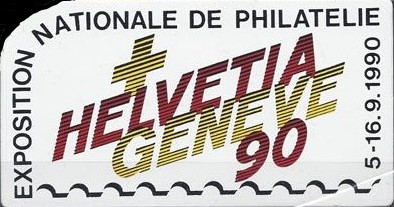 EXPOSITION NATIONALE DE PHILATELIE
HELVETIA
GENEVE
90
5-16.9.1990